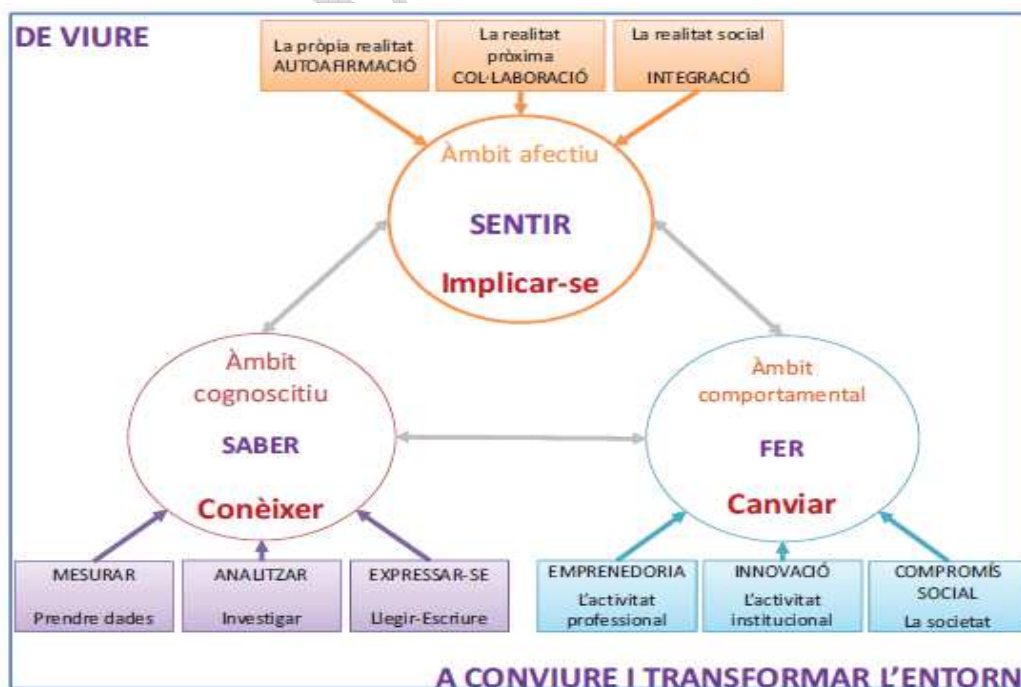 DE VIURE
La pròpia realitat
AUTOAFIRMACIÓ
La realitat
pròxima
COL·LABORACIÓ
La realitat social
INTEGRACIÓ
Àmbit afectiu
SENTIR
Implicar-se
Àmbit
cognoscitiu
SABER
Conèixer
Àmbit
comportamental
FER
Canviar
MESURAR
Prendre dades
ANALITZAR
Investigar
EXPRESSAR-SE
Llegir-Escriure
EMPRENEDORIA
L'activitat
professional
INNOVACIÓ
L'activitat
institucional
COMPROMÍS
SOCIAL
La societat
A CONVIURE I TRANSFORMAR L'ENTORN